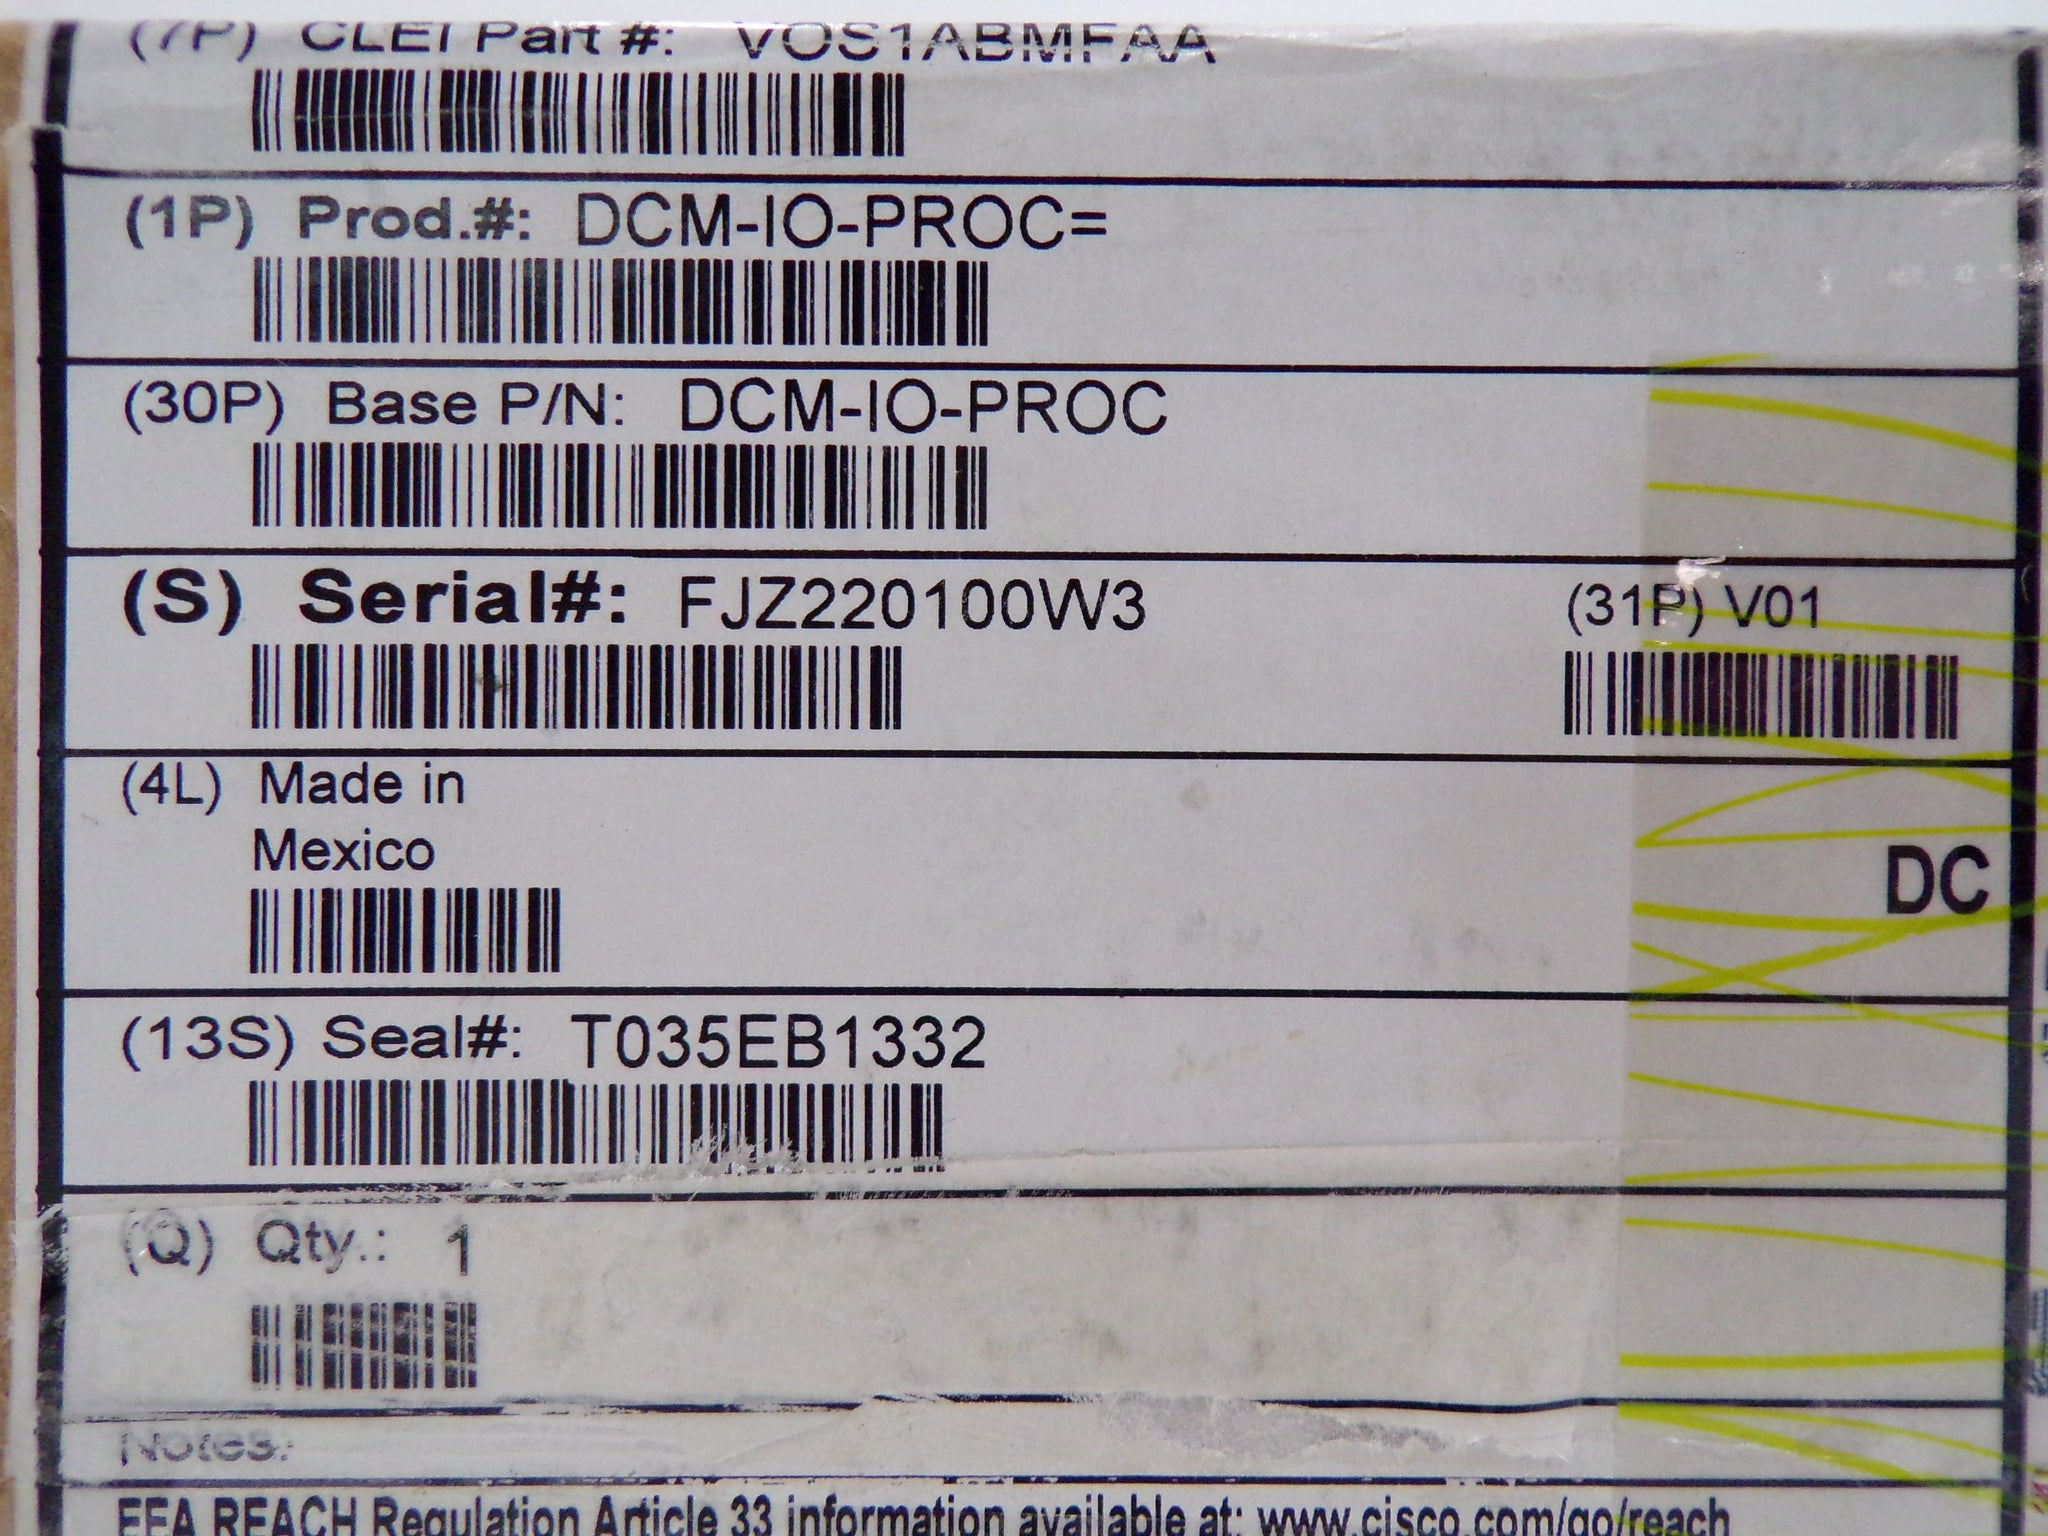 (7P) CLEI Part #: VOS1ABMFAA
(1P) Prod.#: DCM-IO-PROC=
(30P) Base P/N: DCM-IO-PROC
(S) Serial#: FJZ220100W3 (31P) V01
(4L) Made in
Mexico
DC
(13S) Seal#: T035EB1332
(Q) Qty.: 1
Notes:
EEA REACH Regulation Article 33 information available at: www.cisco.com/go/reach